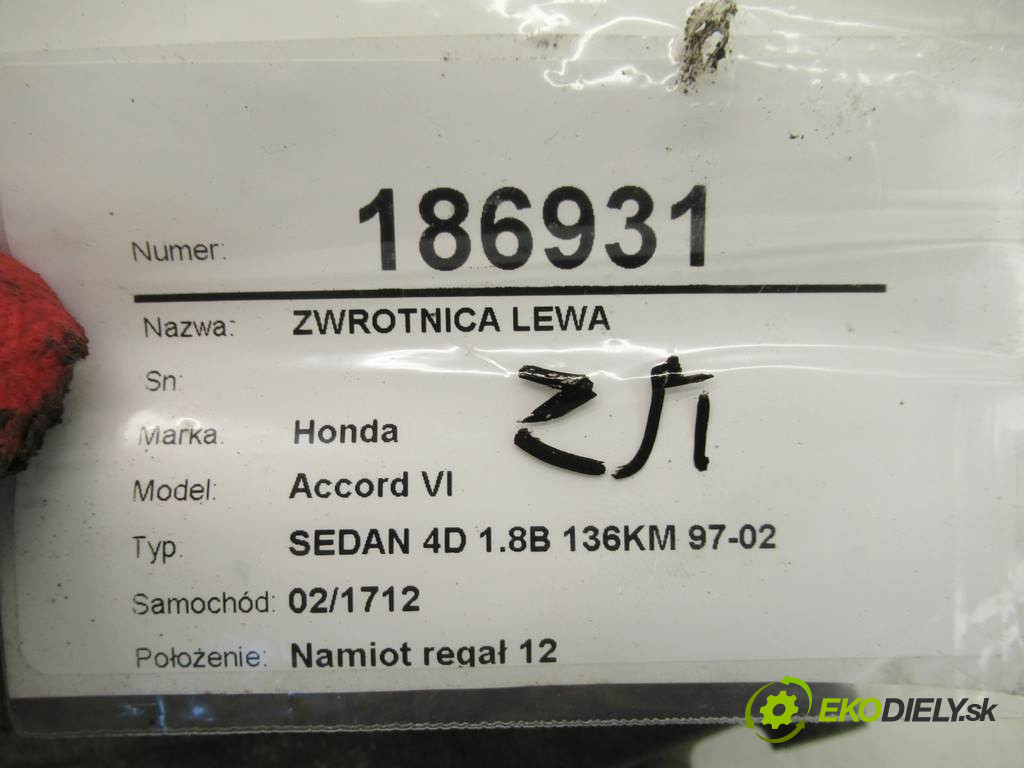 Numer: 186931
Nazwa: ZWROTNICA LEWA
Sn:
Marka: Honda
Model: Accord VI
Typ: SEDAN 4D 1.8B 136KM 97-02
Samochód: 02/1712
Położenie: Namiot regał 12
EKODIELY.sk